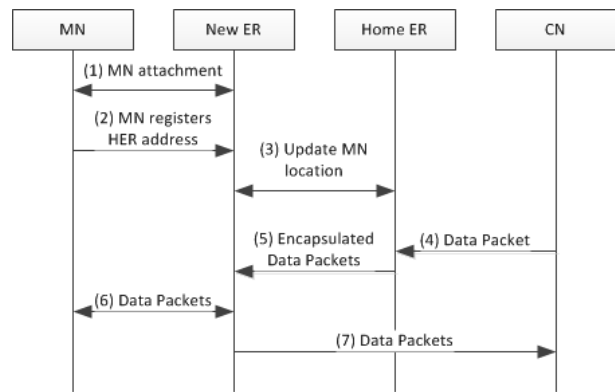 MN
New ER
Home ER
CN
(1) MN attachment
(2) MN registers
HER address
(3) Update MN
location
(4) Data Packet
(5) Encapsulated
Data Packets
(6) Data Packets
(7) Data Packets